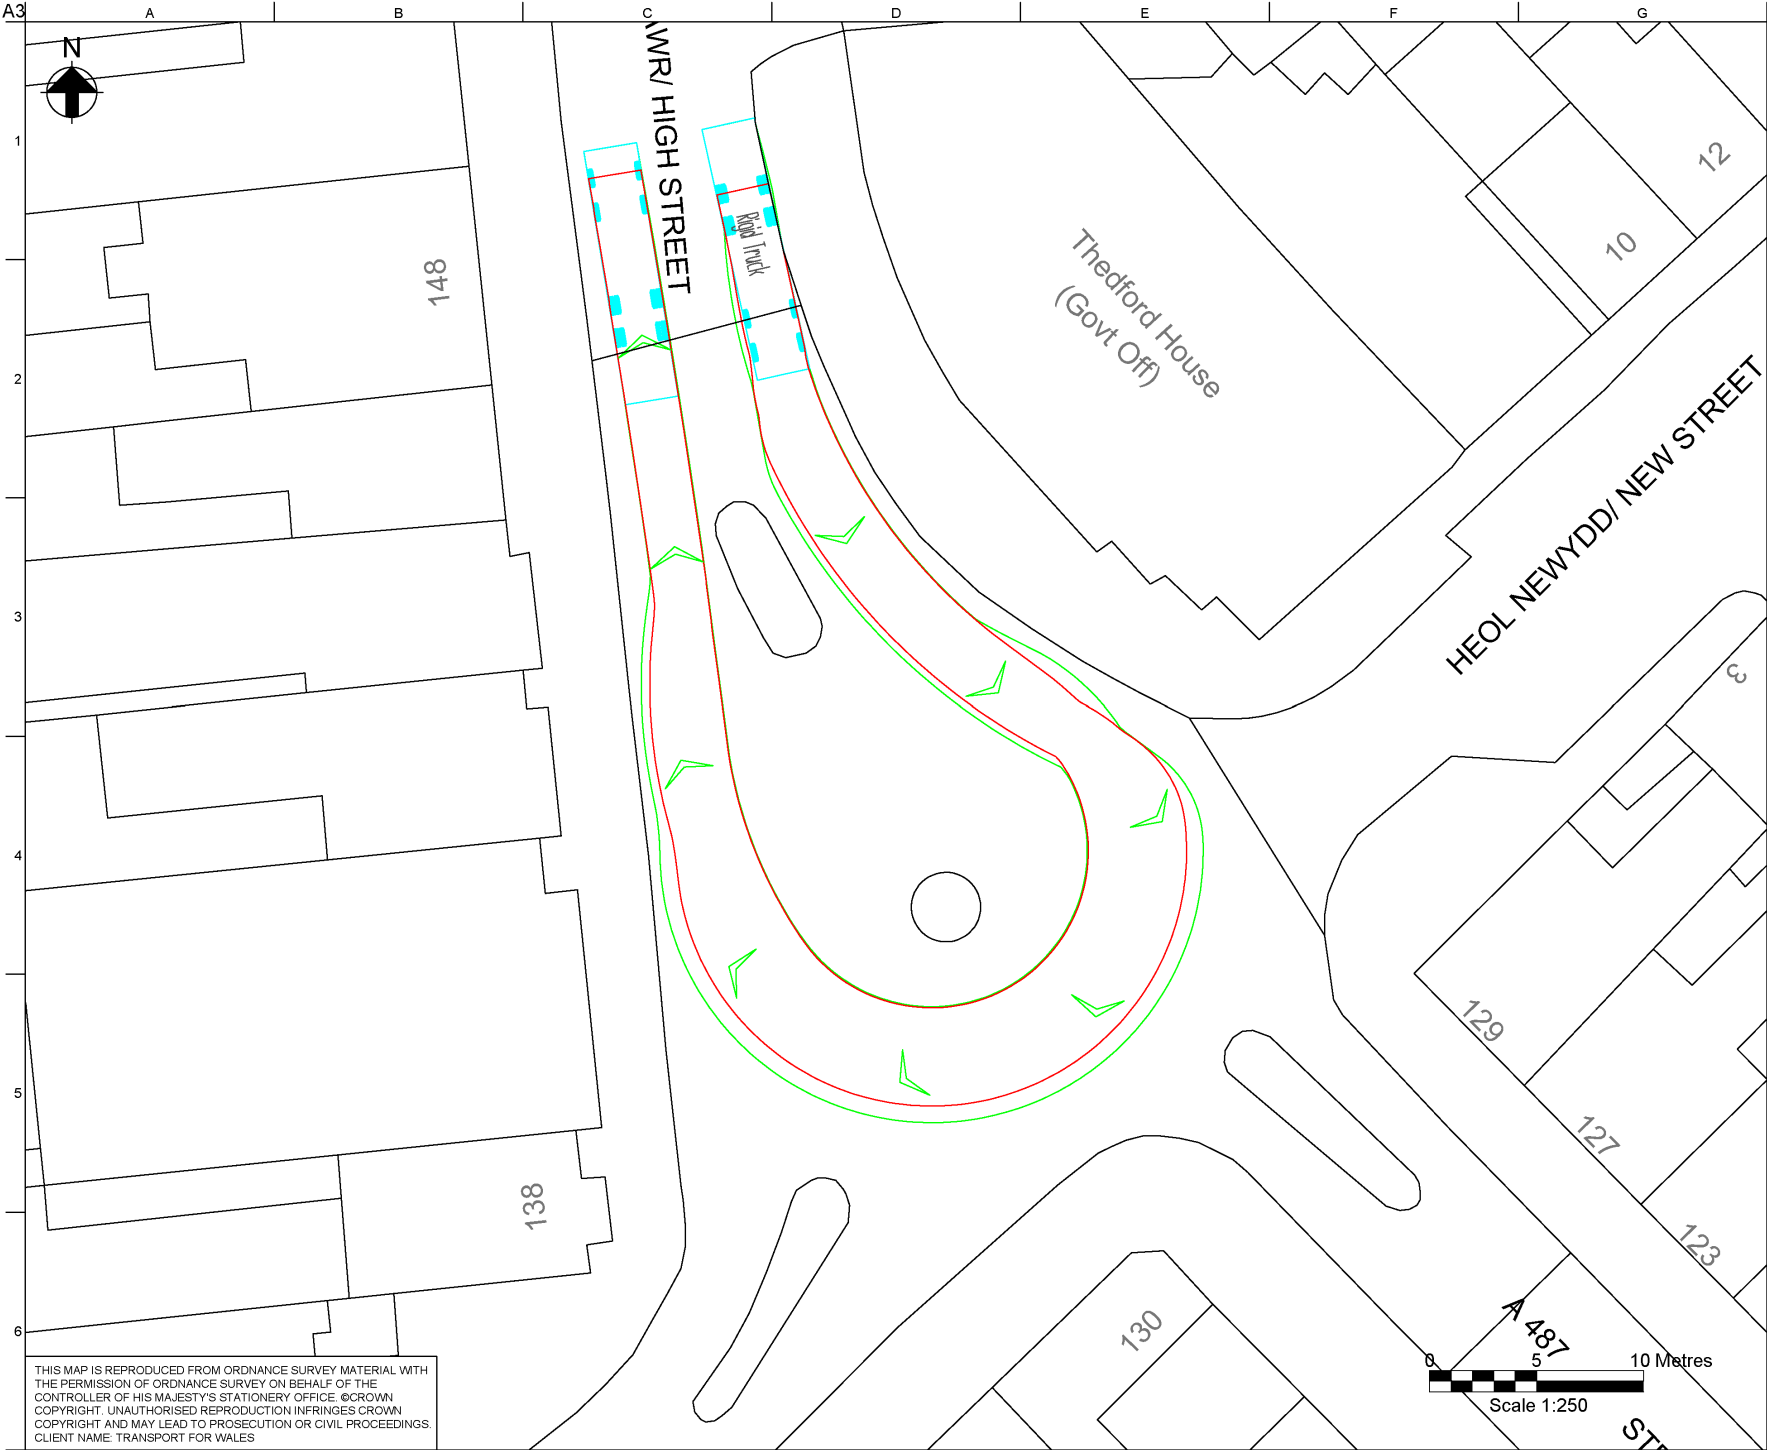 A3
A
B
C
D
E
F
G
N
1
2
3
4
5
6
AWR/ HIGH STREET
Rigid Truck
148
Thedford House
(Govt Off)
12
10
HEOL NEWYDD/ NEW STREET
3
129
127
123
138
130
A 487
0 5 10 Metres
Scale 1:250
THIS MAP IS REPRODUCED FROM ORDNANCE SURVEY MATERIAL WITH
THE PERMISSION OF ORDNANCE SURVEY ON BEHALF OF THE
CONTROLLER OF HIS MAJESTY'S STATIONERY OFFICE. ©CROWN
COPYRIGHT. UNAUTHORISED REPRODUCTION INFRINGES CROWN
COPYRIGHT AND MAY LEAD TO PROSECUTION OR CIVIL PROCEEDINGS.
CLIENT NAME: TRANSPORT FOR WALES